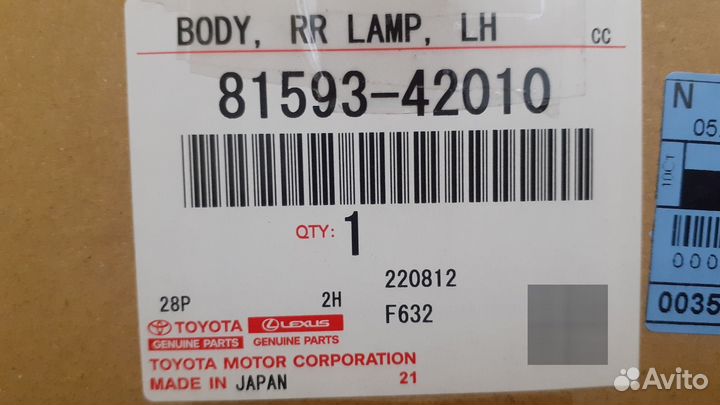 BODY, RR LAMP, LH CC
81593-42010
QTY: 1
220812
28P 2H F632
TOYOTA LEXUS
GENUINE PARTS GENUINE PARTS
TOYOTA MOTOR CORPORATION
MADE IN JAPAN 21
N
05
10Ct
000
0035
Avito